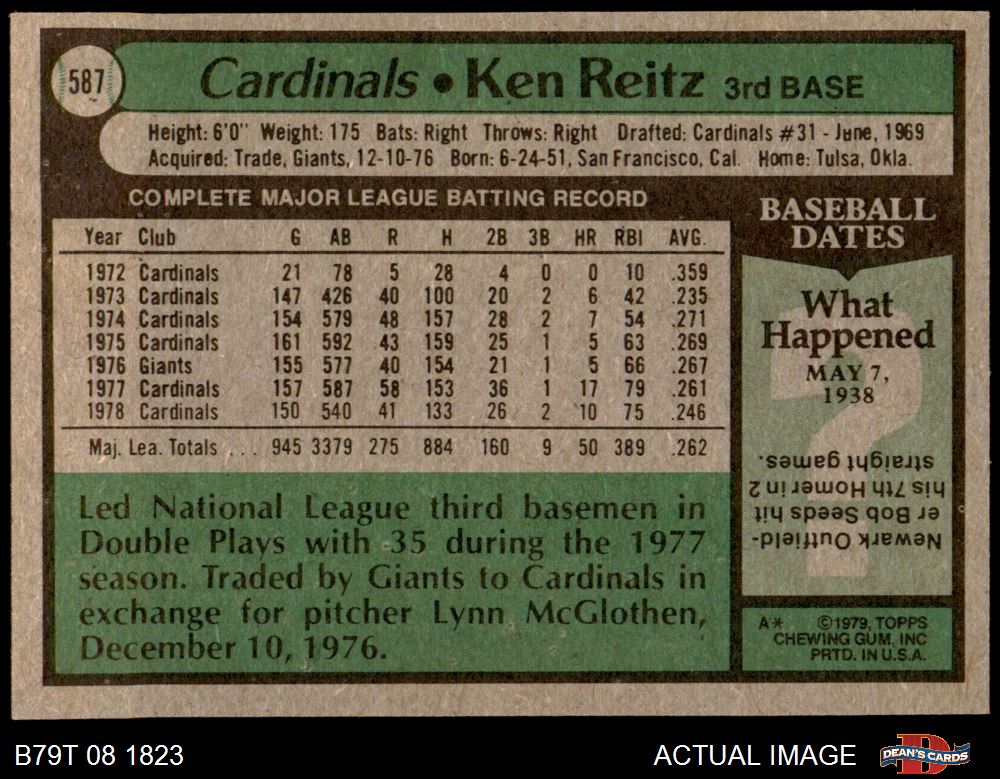 587
Cardinals • Ken Reitz 3rd BASE
Height: 6'0" Weight: 175 Bats: Right Throws: Right Drafted: Cardinals #31 - June, 1969
Acquired: Trade, Giants, 12-10-76 Born: 6-24-51, San Francisco, Cal. Home: Tulsa, Okla.
COMPLETE MAJOR LEAGUE BATTING RECORD
Year Club G AB R H 2B 3B HR RBI AVG.
1972 Cardinals 21 78 5 28 4 0 0 10 .359
1973 Cardinals 147 426 40 100 20 2 6 42 .235
1974 Cardinals 154 579 48 157 28 2 7 54 .271
1975 Cardinals 161 592 43 159 25 1 5 63 .269
1976 Giants 155 577 40 154 21 1 5 66 .267
1977 Cardinals 157 587 58 153 36 1 17 79 .261
1978 Cardinals 150 540 41 133 26 2 10 75 .246
Maj. Lea. Totals . . . 945 3379 275 884 160 9 50 389 .262
Led National League third basemen in
Double Plays with 35 during the 1977
season. Traded by Giants to Cardinals in
exchange for pitcher Lynn McGlothen,
December 10, 1976.
BASEBALL
DATES
What
Happened
MAY 7,
1938
?
Newark Outfield-
er Bob Seeds hit
his 7th Homer in 2
straight games.
A* ©1979, TOPPS
CHEWING GUM, INC
PRTD. IN U.S.A.
B79T 08 1823
ACTUAL IMAGE
D
DEAN'S CARDS